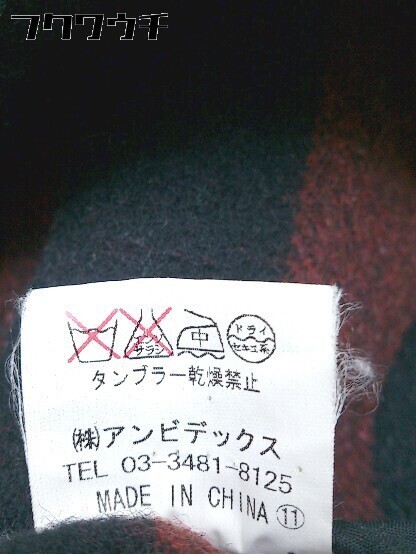 フクワウチ
エンソ
サラシ
中
ドライ
セキユ系
タンブラー乾燥禁止
㈱アンビデックス
TEL 03-3481-8125
MADE IN CHINA ⑪